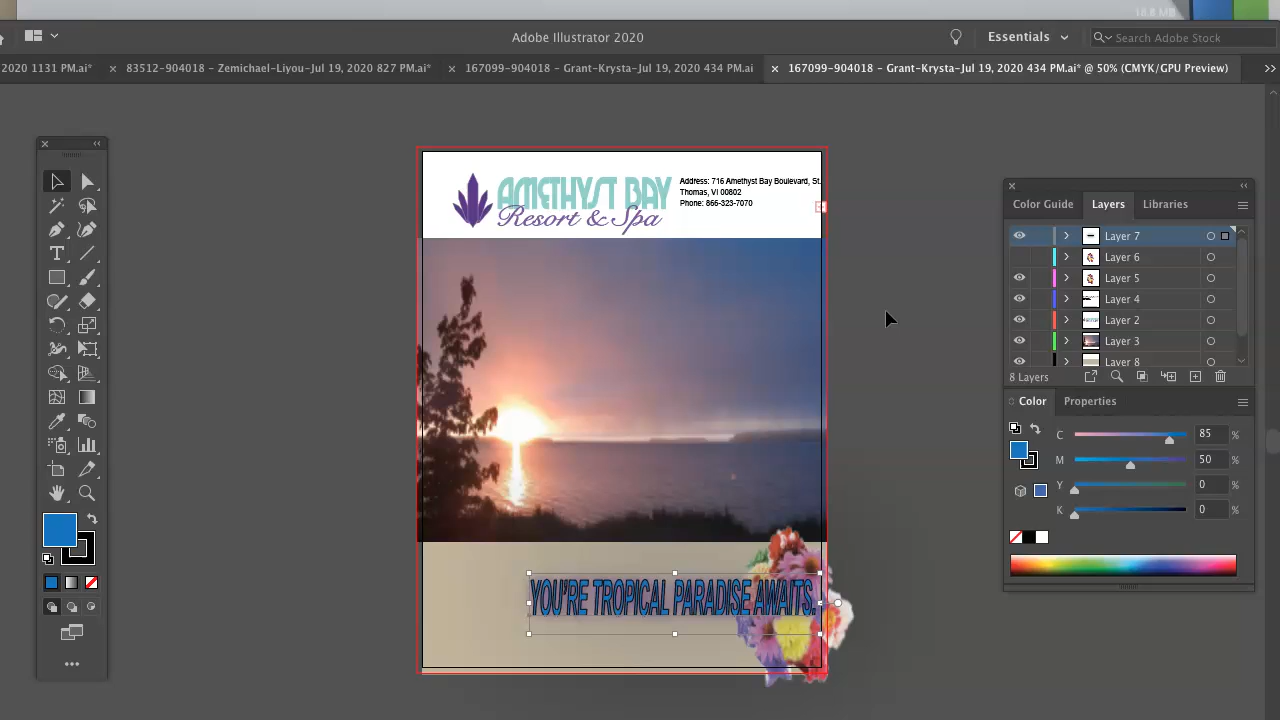 18.8 MB
Adobe Illustrator 2020
Essentials
Search Adobe Stock
2020 1131 PM.ai*
83512-904018 – Zemichael-Liyou-Jul 19, 2020 827 PM.ai*
167099-904018 – Grant-Krysta-Jul 19, 2020 434 PM.ai
167099-904018 – Grant-Krysta-Jul 19, 2020 434 PM.ai* @ 50% (CMYK/GPU Preview)
AMETHYST BAY
Resort & Spa
Address: 716 Amethyst Bay Boulevard, St.
Thomas, VI 00802
Phone: 866-323-7070
YOU'RE TROPICAL PARADISE AWAITS.
Color Guide
Layers
Libraries
Layer 7
Layer 6
Layer 5
Layer 4
Layer 2
Layer 3
Layer 8
8 Layers
Color
Properties
C 85 %
M 50 %
Y 0 %
K 0 %